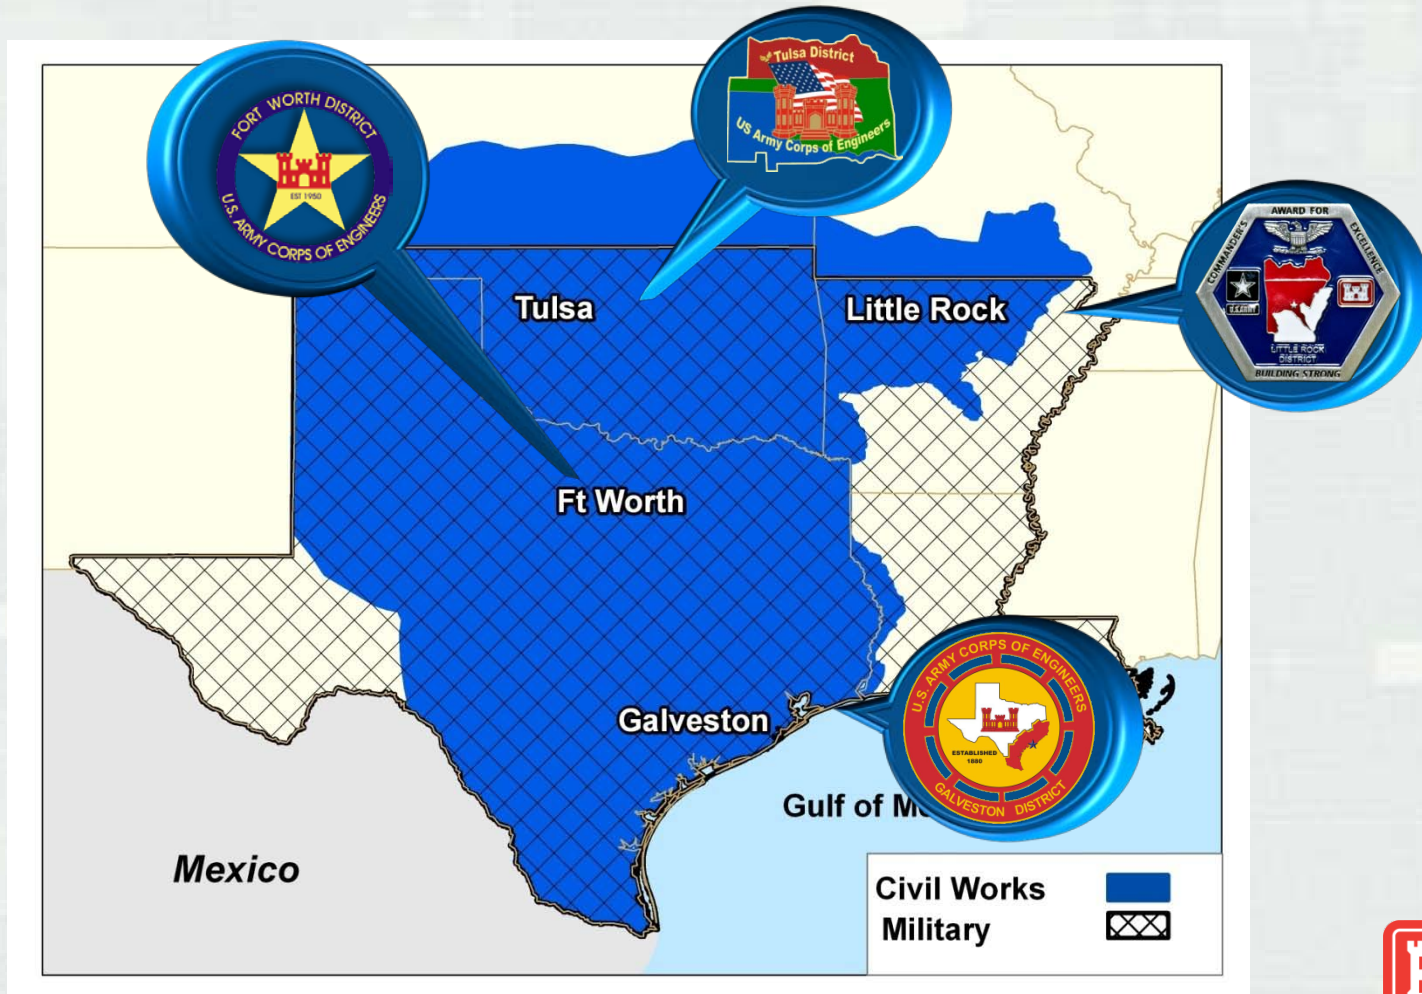 FORT WORTH DISTRICT
EST 1950
U.S. ARMY CORPS OF ENGINEERS
Tulsa District
US Army Corps of Engineers
AWARD FOR
COMMANDER'S
EXCELLENCE
U.S.ARMY
LITTLE ROCK
DISTRICT
BUILDING STRONG
Tulsa
Little Rock
Ft Worth
Galveston
U.S. ARMY CORPS OF ENGINEERS
ESTABLISHED
1880
GALVESTON DISTRICT
Gulf of M
Mexico
Civil Works
Military